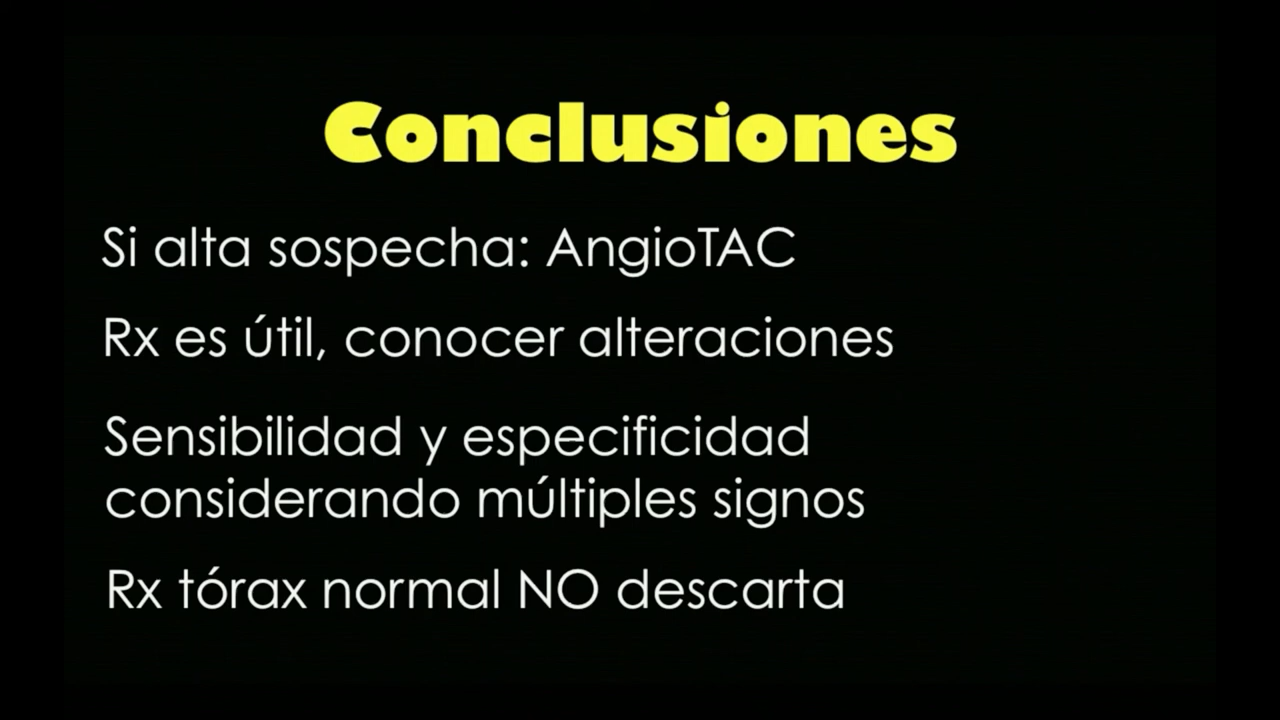 Conclusiones
Si alta sospecha: AngioTAC
Rx es útil, conocer alteraciones
Sensibilidad y especificidad
considerando múltiples signos
Rx tórax normal NO descarta